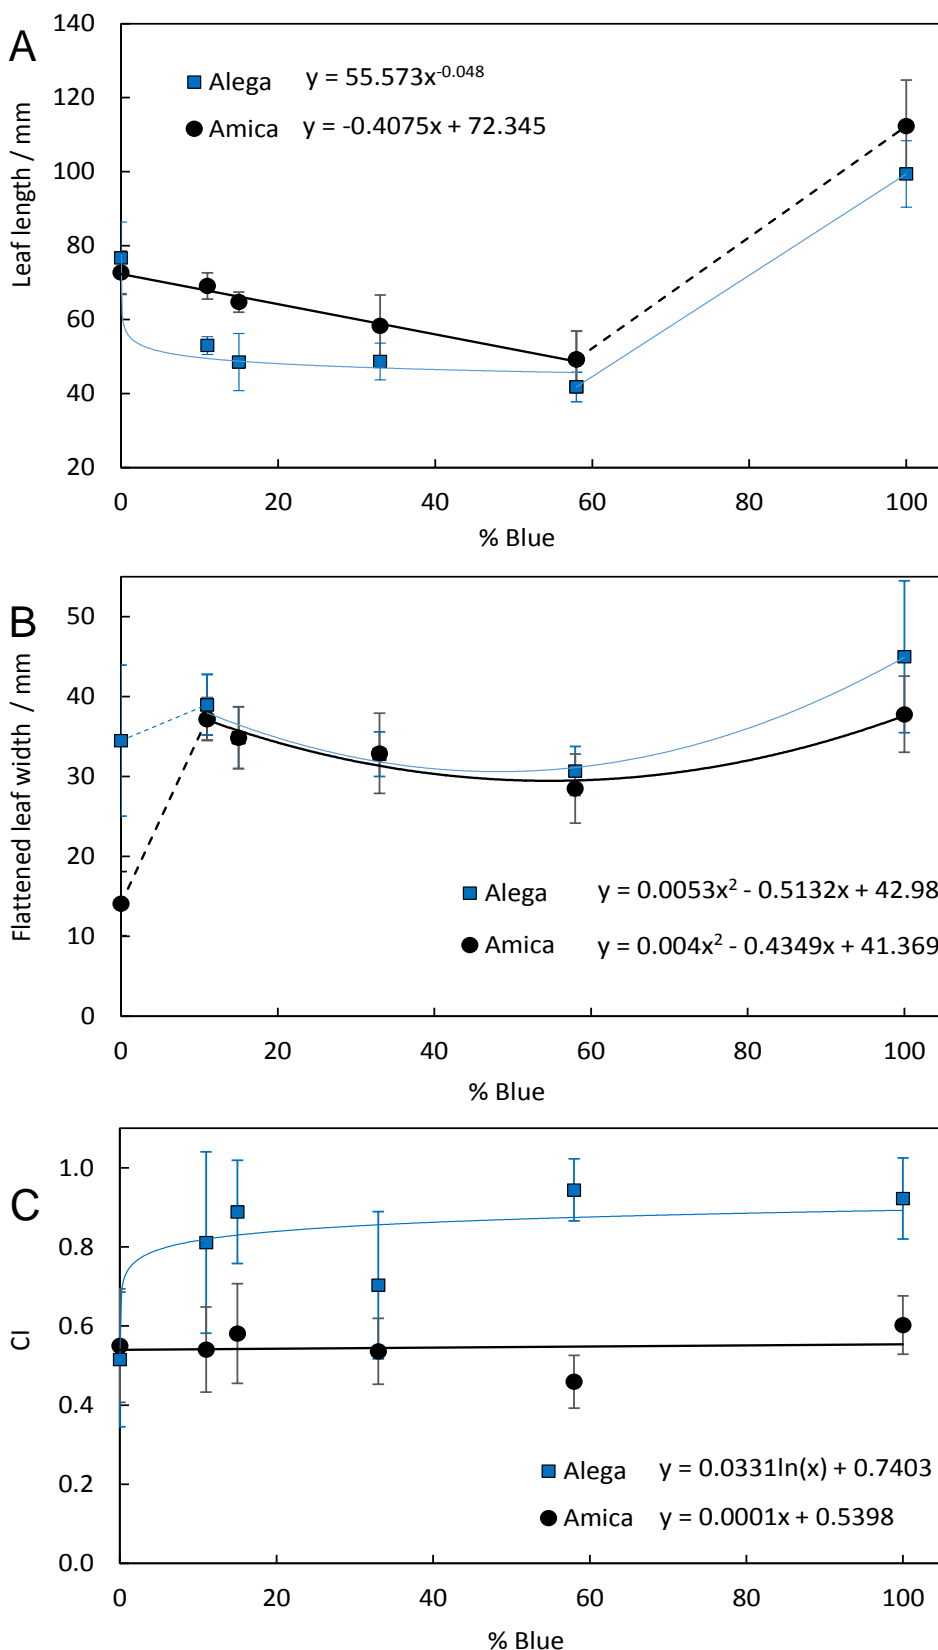 A
Leaf length / mm
140
120
100
80
60
40
20
Alega y = 55.573x^-0.048
Amica y = -0.4075x + 72.345
0 20 40 60 80 100
% Blue
B
Flattened leaf width / mm
50
40
30
20
10
0
Alega y = 0.0053x² - 0.5132x + 42.98
Amica y = 0.004x² - 0.4349x + 41.369
0 20 40 60 80 100
% Blue
C
CI
1.0
0.8
0.6
0.4
0.2
0.0
Alega y = 0.0331ln(x) + 0.7403
Amica y = 0.0001x + 0.5398
0 20 40 60 80 100
% Blue